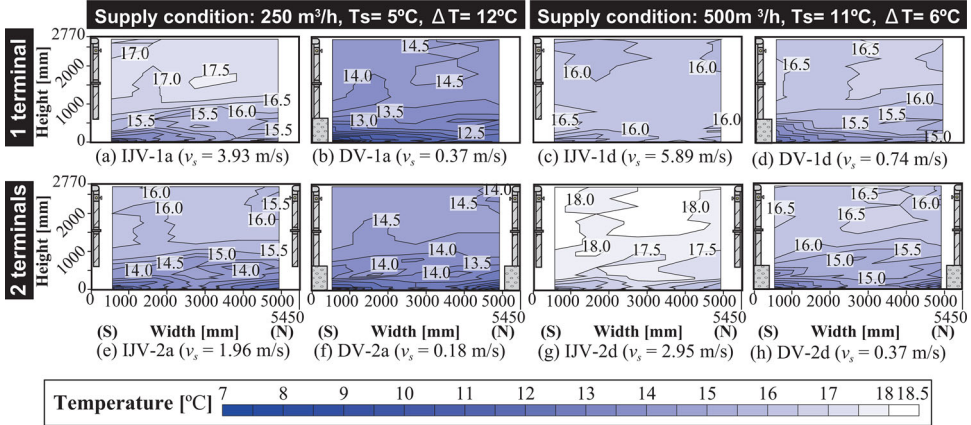 Supply condition: 250 m³/h, Ts= 5ºC, Δ T= 12ºC
Supply condition: 500m ³/h, Ts= 11ºC, Δ T= 6ºC
1 terminal
Height [mm]
2770
2000
1000
0
17.0
17.0
17.5
16.5
15.5
16.0
15.5
15.5
14.5
14.0
14.5
13.5
13.0
12.5
16.0
16.0
16.5
16.0
16.0
16.5
16.5
16.0
15.5
15.0
(a) IJV-1a (vs = 3.93 m/s)
(b) DV-1a (vs = 0.37 m/s)
(c) IJV-1d (vs = 5.89 m/s)
(d) DV-1d (vs = 0.74 m/s)
2 terminals
Height [mm]
2770
2000
1000
0
16.0
16.0
15.5
16.0
15.5
15.0
14.5
14.0
14.0
14.0
14.5
14.5
14.0
14.0
13.5
18.0
18.0
18.0
17.5
17.5
16.5
16.0
16.5
16.0
15.5
15.0
15.0
0 1000 2000 3000 4000 5000
0 1000 2000 3000 4000 5000
0 1000 2000 3000 4000 5000
0 1000 2000 3000 4000 5000
5450 5450 5450 5450
(S) Width [mm] (N)
(S) Width [mm] (N)
(S) Width [mm] (N)
(S) Width [mm] (N)
(e) IJV-2a (vs = 1.96 m/s)
(f) DV-2a (vs = 0.18 m/s)
(g) IJV-2d (vs = 2.95 m/s)
(h) DV-2d (vs = 0.37 m/s)
Temperature [ºC]
7 8 9 10 11 12 13 14 15 16 17 18 18.5